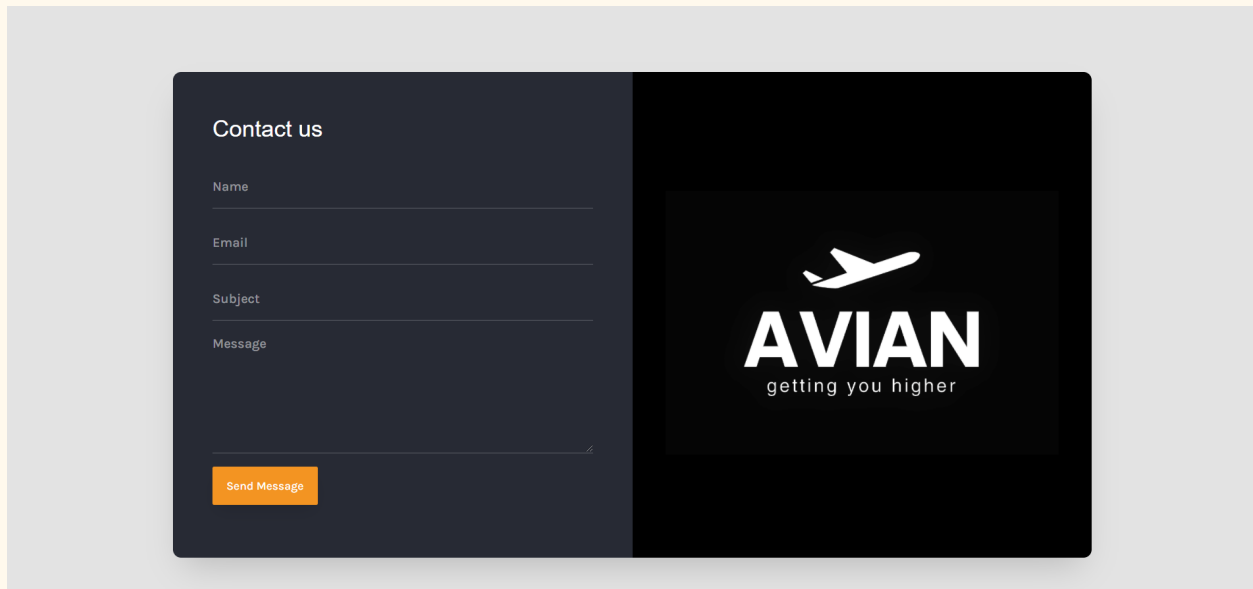 Contact us
Name
Email
Subject
Message
Send Message
AVIAN
getting you higher